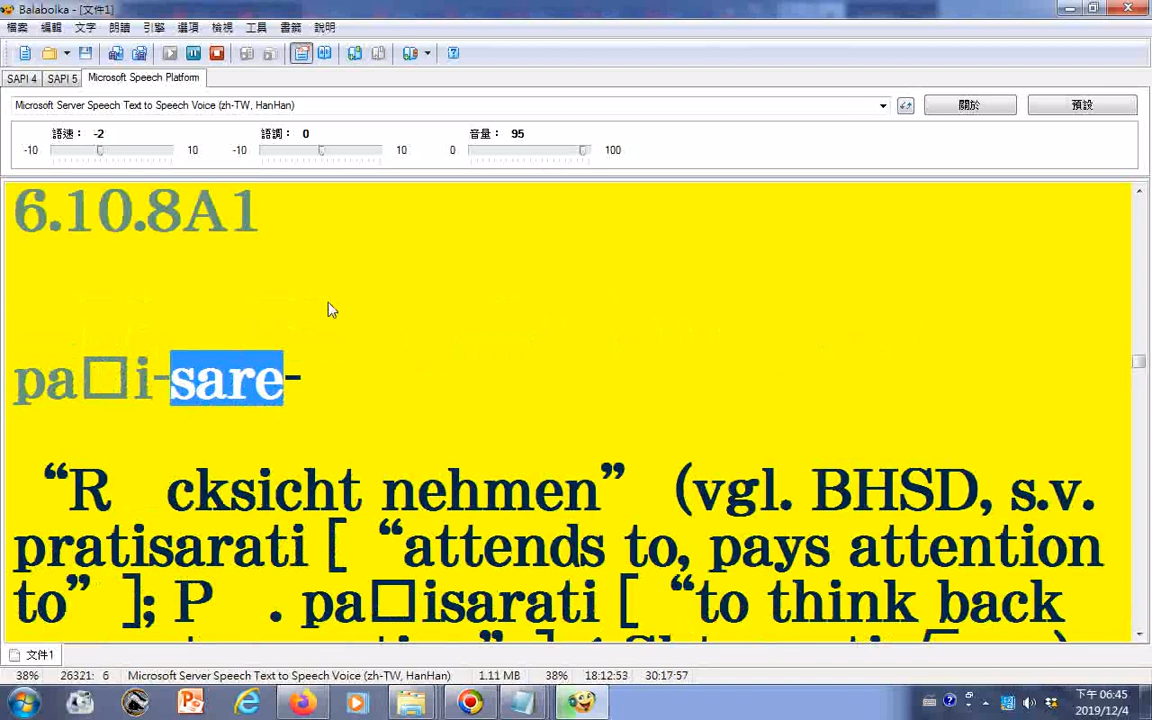 Balabolka - [文件1]
檔案 編輯 文字 朗讀 引擎 選項 檢視 工具 書籤 說明
SAPI 4 SAPI 5 Microsoft Speech Platform
Microsoft Server Speech Text to Speech Voice (zh-TW, HanHan) 關於 預設
語速： -2 語調： 0 音量： 95
-10 10 -10 10 0 100
6.10.8A1
pa□i-sare-
“R cksicht nehmen” (vgl. BHSD, s.v.
pratisarati [ “attends to, pays attention
to” ]; P . pa□isarati [ “to think back
文件1
38% 26321: 6 Microsoft Server Speech Text to Speech Voice (zh-TW, HanHan) 1.11 MB 38% 18:12:53 30:17:57
下午 06:45
2019/12/4